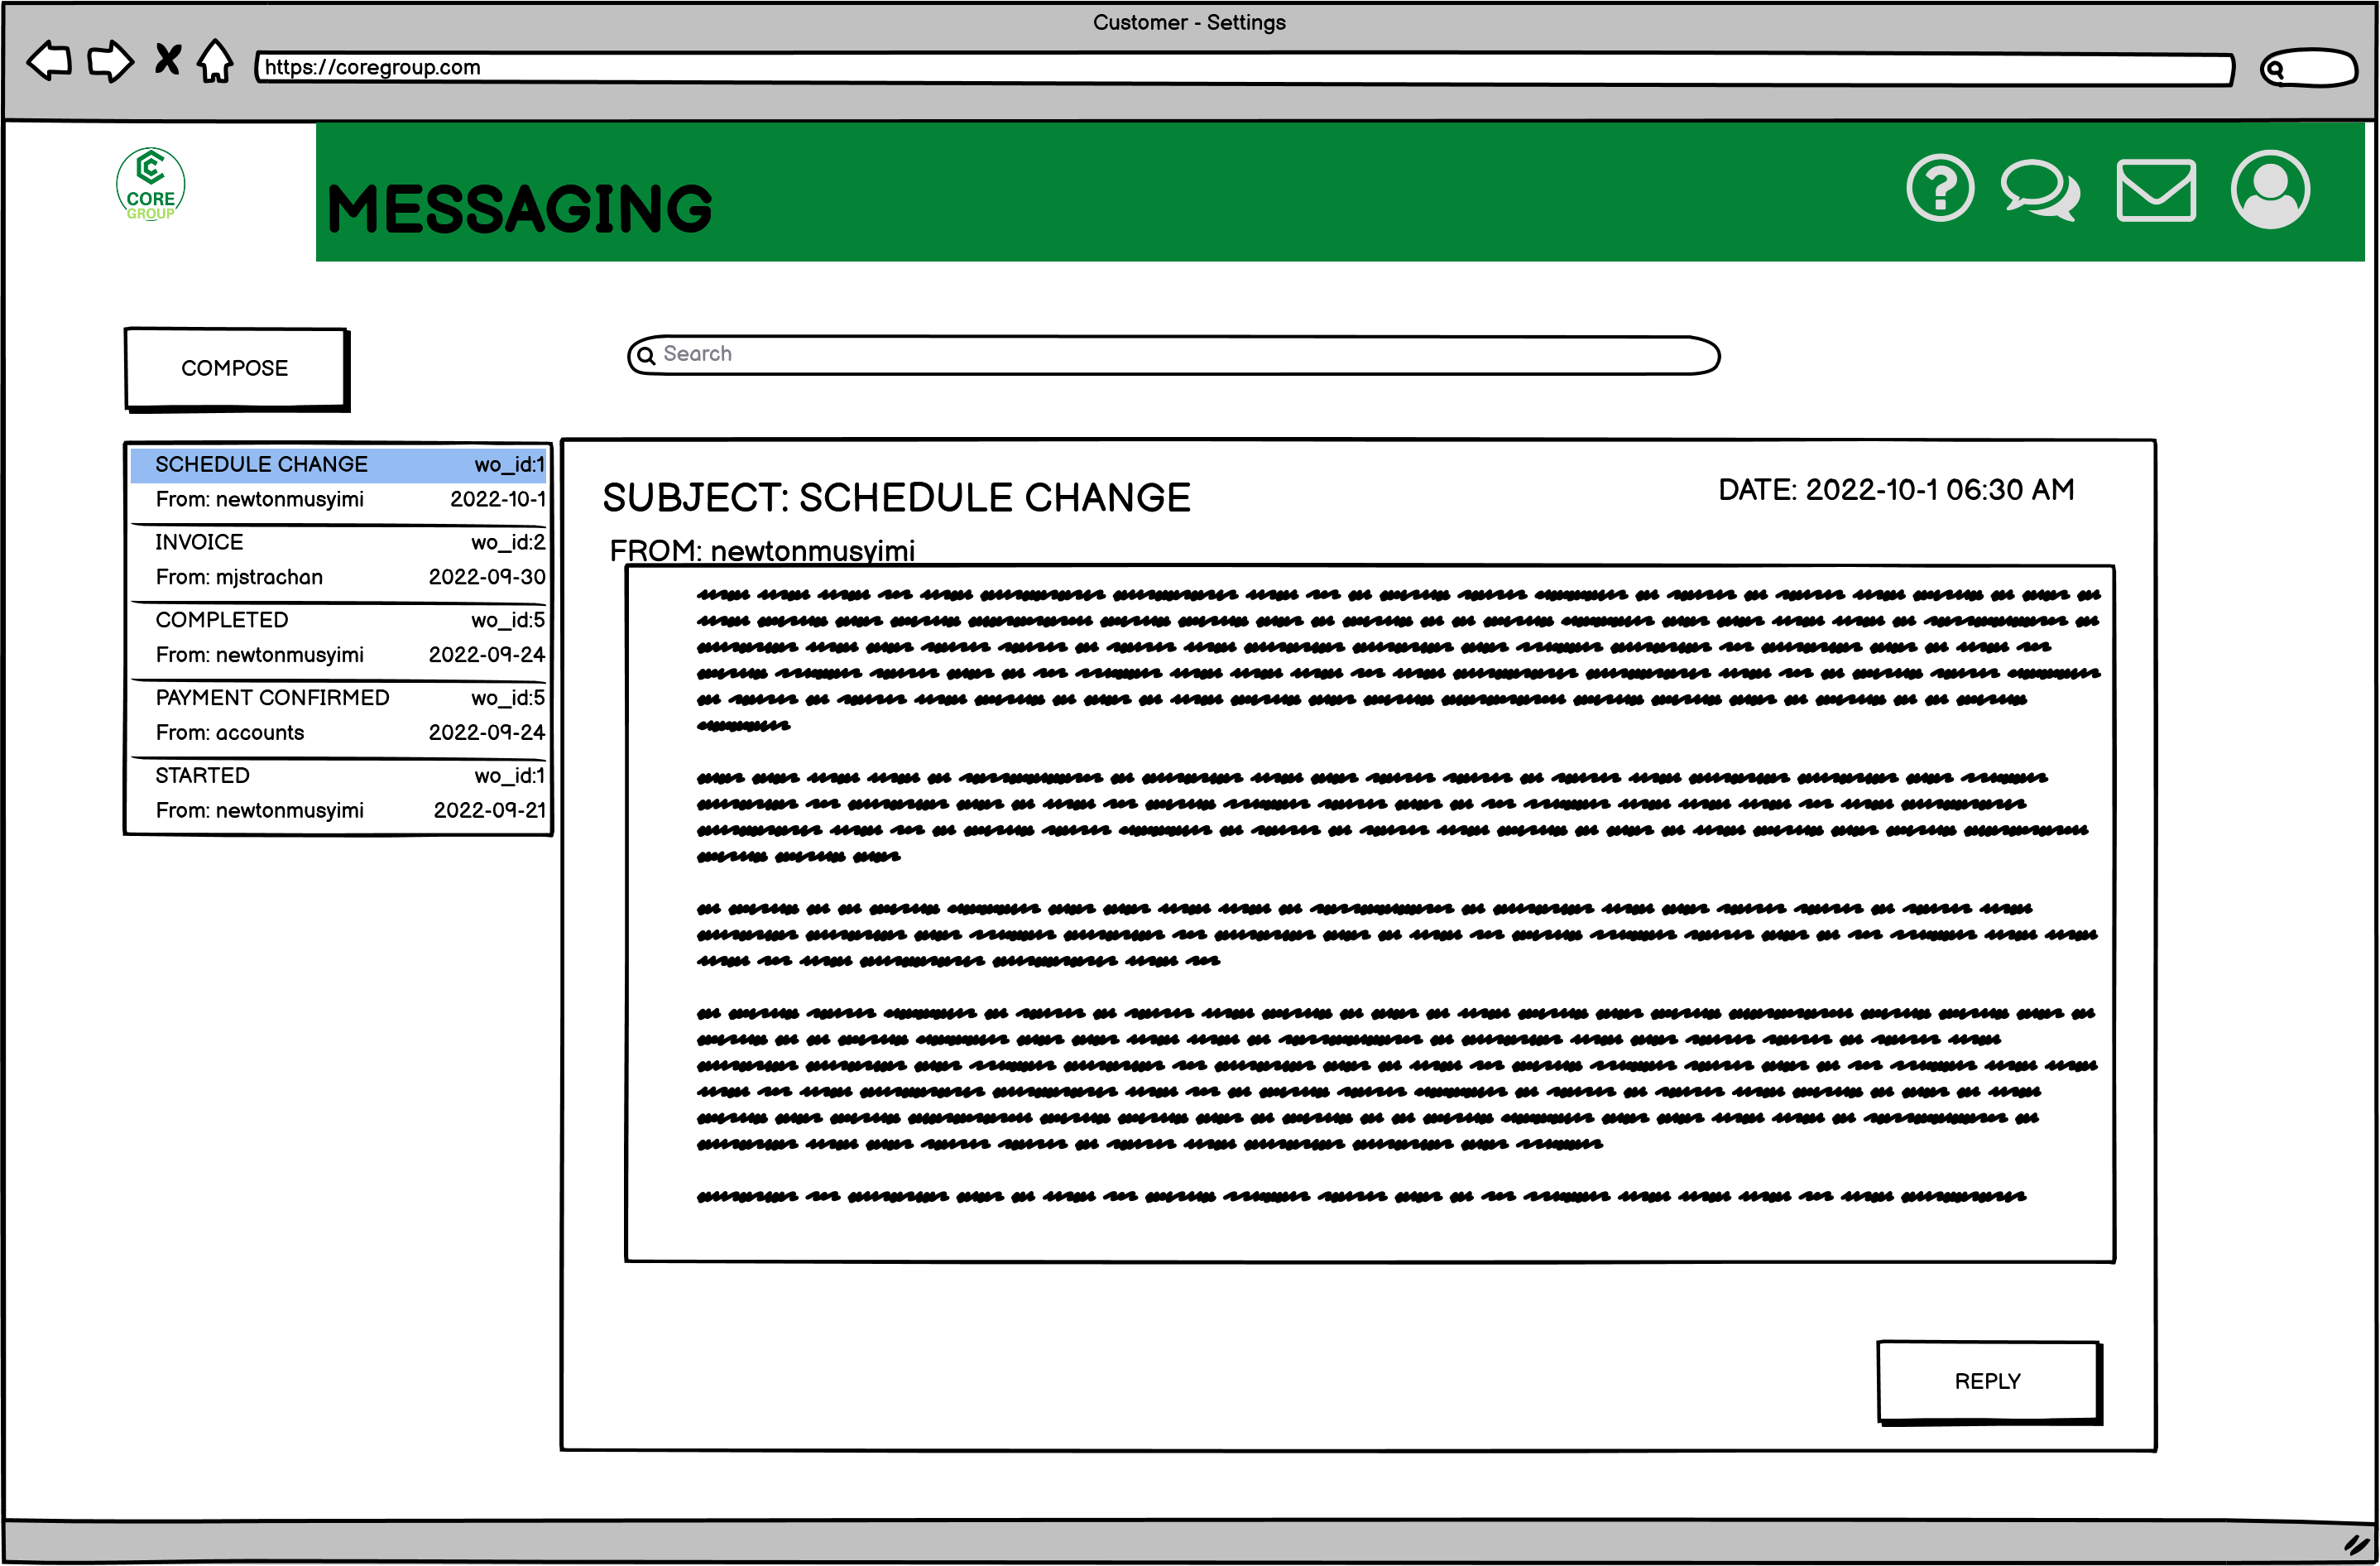 Customer - Settings
https://coregroup.com
CORE
GROUP
MESSAGING
COMPOSE
Search
SCHEDULE CHANGE wo_id:1
From: newtonmusyimi 2022-10-1
INVOICE wo_id:2
From: mjstrachan 2022-09-30
COMPLETED wo_id:5
From: newtonmusyimi 2022-09-24
PAYMENT CONFIRMED wo_id:5
From: accounts 2022-09-24
STARTED wo_id:1
From: newtonmusyimi 2022-09-21
SUBJECT: SCHEDULE CHANGE
DATE: 2022-10-1 06:30 AM
FROM: newtonmusyimi
REPLY